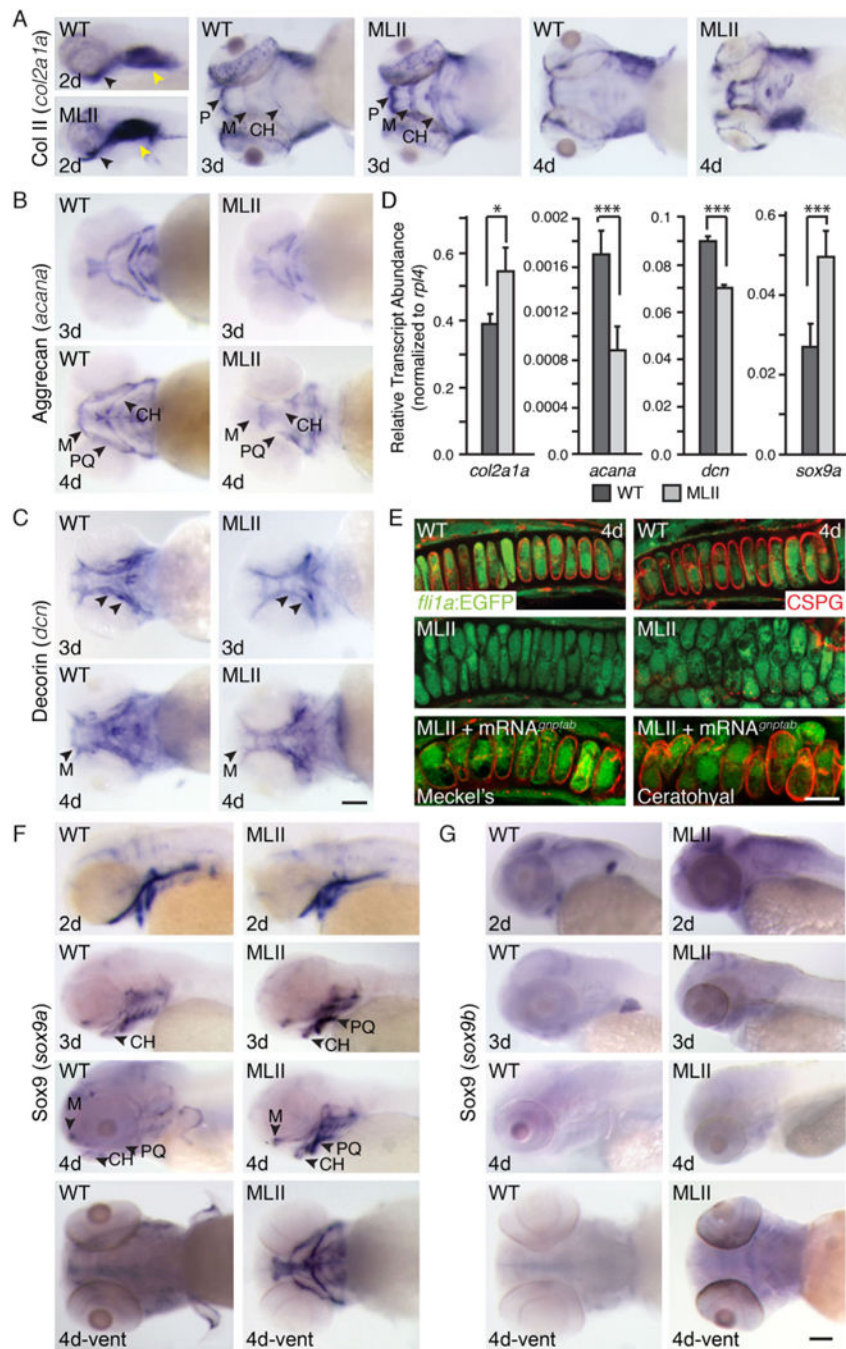 A
Col II (col2a1a)
WT
2d
MLII
2d
WT
P
M
CH
3d
MLII
P
M
CH
3d
WT
4d
MLII
4d
B
Aggrecan (acana)
WT
3d
MLII
3d
WT
CH
M
PQ
4d
MLII
CH
M
PQ
4d
C
Decorin (dcn)
WT
3d
MLII
3d
WT
M
4d
MLII
M
4d
D
Relative Transcript Abundance
(normalized to rpl4)
*
0.6
0.4
0.2
0.0
col2a1a
***
0.002
0.0016
0.0012
0.0008
0.0004
0.0
acana
***
0.1
0.08
0.06
0.04
0.02
0.0
dcn
***
0.06
0.04
0.02
0.0
sox9a
WT MLII
E
WT 4d
fli1a:EGFP
WT 4d
CSPG
MLII
MLII
MLII + mRNAgnptab
Meckel's
MLII + mRNAgnptab
Ceratohyal
F
Sox9 (sox9a)
WT
2d
MLII
2d
WT
CH
3d
MLII
PQ
CH
3d
WT
M
PQ
CH
4d
MLII
M
PQ
CH
4d
WT
4d-vent
MLII
4d-vent
G
Sox9 (sox9b)
WT
2d
MLII
2d
WT
3d
MLII
3d
WT
4d
MLII
4d
WT
4d-vent
MLII
4d-vent